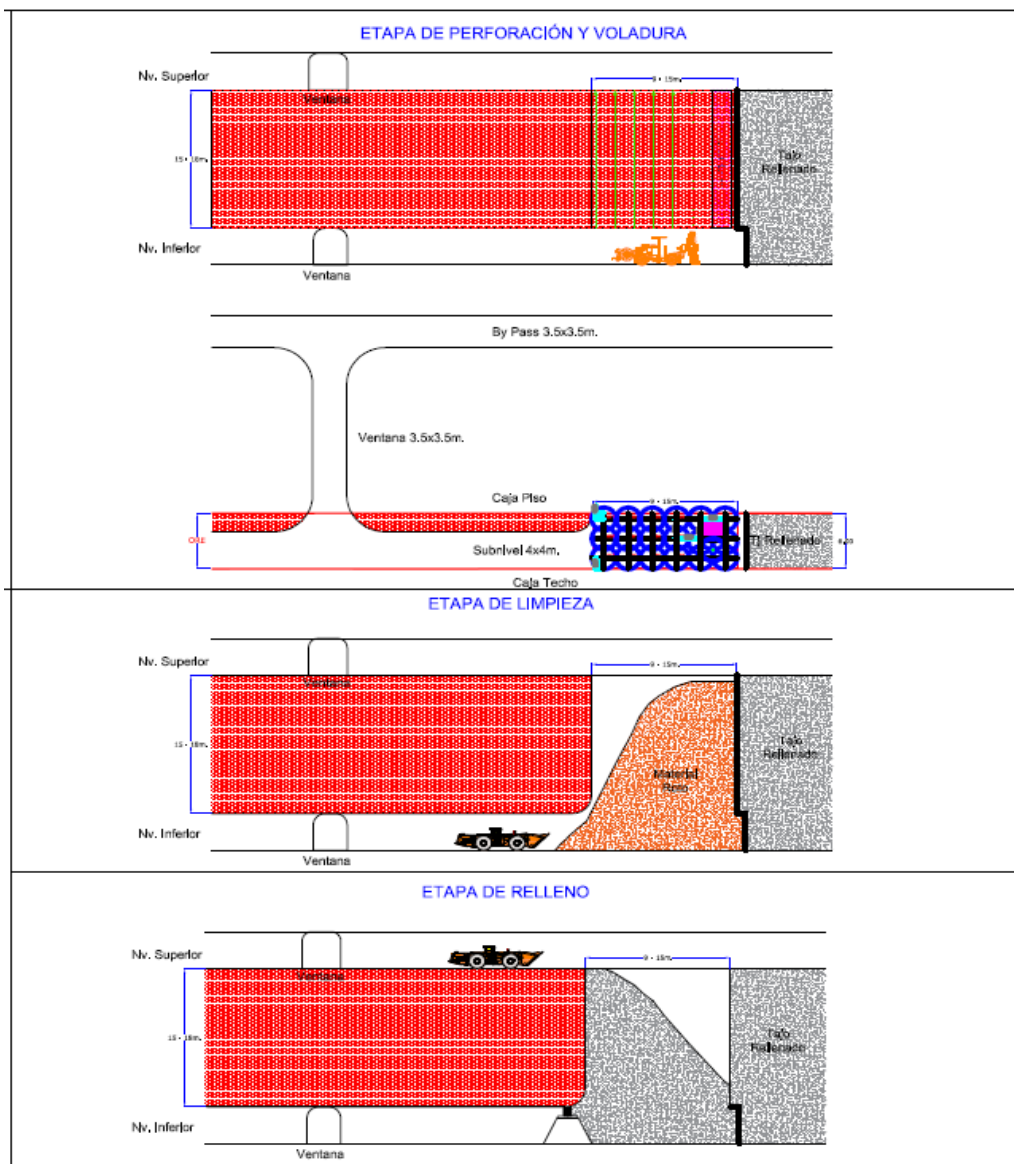 ETAPA DE PERFORACIÓN Y VOLADURA
Nv. Superior
Ventana
9 - 15m.
15 - 18m.
Tajo
Rellenado
Nv. Inferior
Ventana
By Pass 3.5x3.5m.
Ventana 3.5x3.5m.
Caja Piso
9 - 15m.
Subnivel 4x4m.
Tj Rellenado
Caja Techo
ETAPA DE LIMPIEZA
Nv. Superior
9 - 15m.
Ventana
15 - 18m.
Tajo
Rellenado
Material
Roto
Nv. Inferior
Ventana
ETAPA DE RELLENO
Nv. Superior
9 - 15m.
Ventana
15 - 18m.
Tajo
Rellenado
Nv. Inferior
Ventana